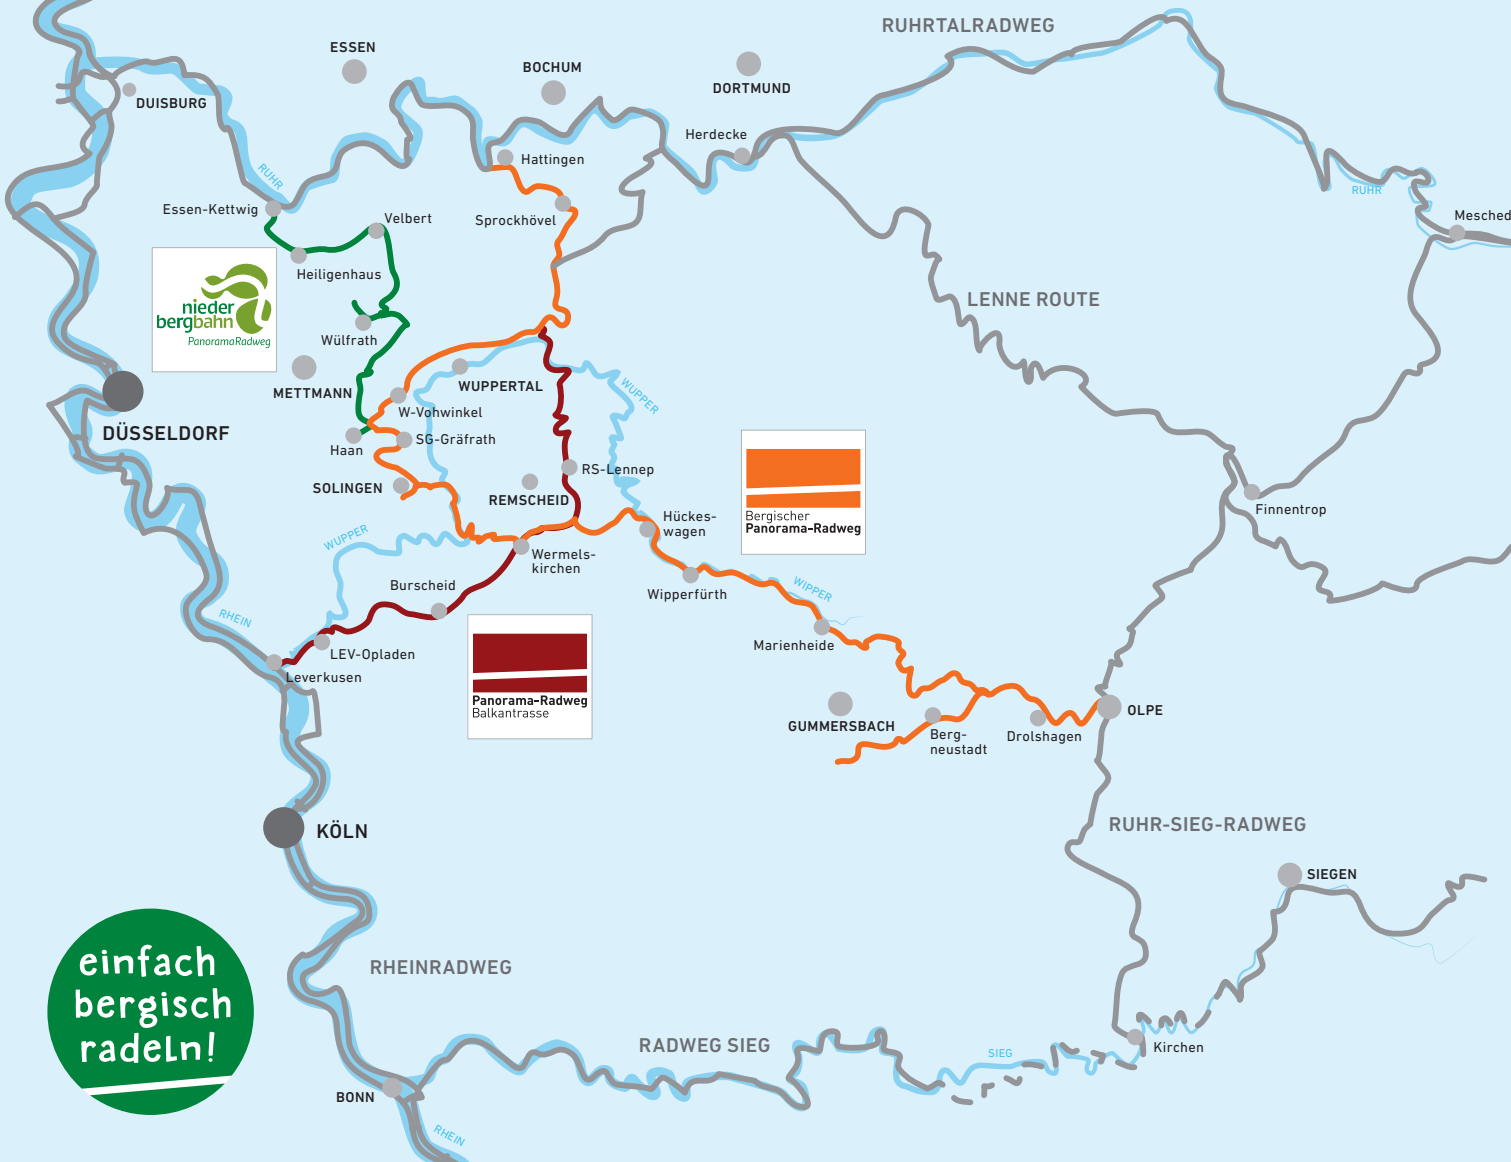 RUHRTALRADWEG
ESSEN
BOCHUM
DORTMUND
DUISBURG
Herdecke
Hattingen
RUHR
RUHR
Essen-Kettwig
Velbert
Sprockhövel
Mesched
Heiligenhaus
nieder
bergbahn
PanoramaRadweg
LENNE ROUTE
Wülfrath
METTMANN
WUPPERTAL
WUPPER
W-Vohwinkel
DÜSSELDORF
SG-Gräfrath
Haan
RS-Lennep
SOLINGEN
REMSCHEID
Bergischer
Panorama-Radweg
Hückes-
wagen
Finnentrop
WUPPER
Wermels-
kirchen
Burscheid
Wipperfürth
WIPPER
RHEIN
Marienheide
LEV-Opladen
Leverkusen
Panorama-Radweg
Balkantrasse
GUMMERSBACH
Berg-
neustadt
Drolshagen
OLPE
KÖLN
RUHR-SIEG-RADWEG
SIEGEN
einfach
bergisch
radeln!
RHEINRADWEG
RADWEG SIEG
SIEG
Kirchen
BONN
RHEIN